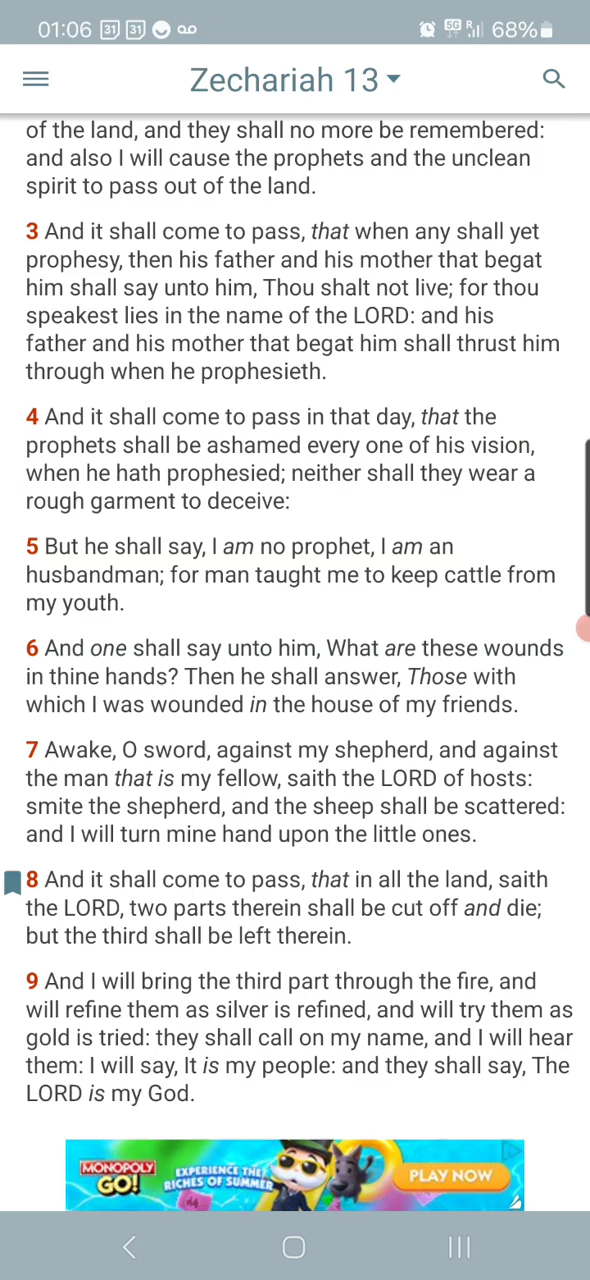 01:06 31 31 5G R 68%
Zechariah 13
of the land, and they shall no more be remembered:
and also I will cause the prophets and the unclean
spirit to pass out of the land.
3 And it shall come to pass, that when any shall yet
prophesy, then his father and his mother that begat
him shall say unto him, Thou shalt not live; for thou
speakest lies in the name of the LORD: and his
father and his mother that begat him shall thrust him
through when he prophesieth.
4 And it shall come to pass in that day, that the
prophets shall be ashamed every one of his vision,
when he hath prophesied; neither shall they wear a
rough garment to deceive:
5 But he shall say, I am no prophet, I am an
husbandman; for man taught me to keep cattle from
my youth.
6 And one shall say unto him, What are these wounds
in thine hands? Then he shall answer, Those with
which I was wounded in the house of my friends.
7 Awake, O sword, against my shepherd, and against
the man that is my fellow, saith the LORD of hosts:
smite the shepherd, and the sheep shall be scattered:
and I will turn mine hand upon the little ones.
8 And it shall come to pass, that in all the land, saith
the LORD, two parts therein shall be cut off and die;
but the third shall be left therein.
9 And I will bring the third part through the fire, and
will refine them as silver is refined, and will try them as
gold is tried: they shall call on my name, and I will hear
them: I will say, It is my people: and they shall say, The
LORD is my God.
MONOPOLY
GO!
EXPERIENCE THE
RICHES OF SUMMER
PLAY NOW